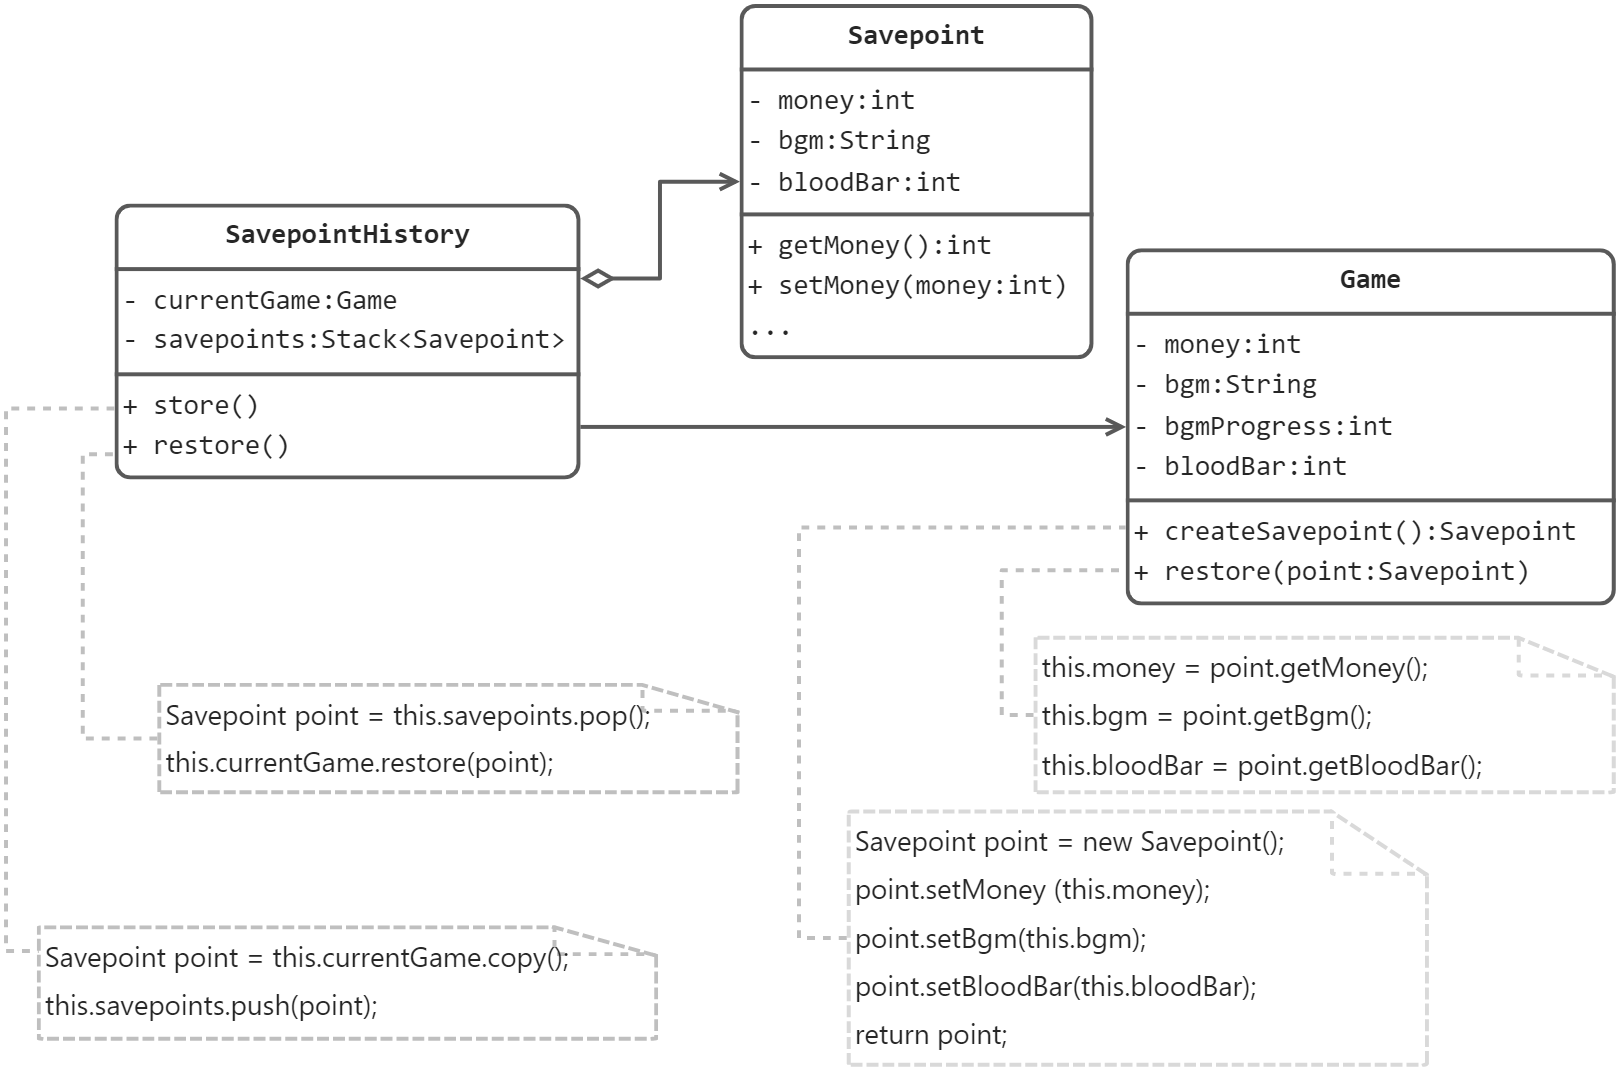 Savepoint
- money:int
- bgm:String
- bloodBar:int
+ getMoney():int
+ setMoney(money:int)
...
SavepointHistory
- currentGame:Game
- savepoints:Stack<Savepoint>
+ store()
+ restore()
Game
- money:int
- bgm:String
- bgmProgress:int
- bloodBar:int
+ createSavepoint():Savepoint
+ restore(point:Savepoint)
this.money = point.getMoney();
this.bgm = point.getBgm();
this.bloodBar = point.getBloodBar();
Savepoint point = this.savepoints.pop();
this.currentGame.restore(point);
Savepoint point = new Savepoint();
point.setMoney (this.money);
point.setBgm(this.bgm);
point.setBloodBar(this.bloodBar);
return point;
Savepoint point = this.currentGame.copy();
this.savepoints.push(point);